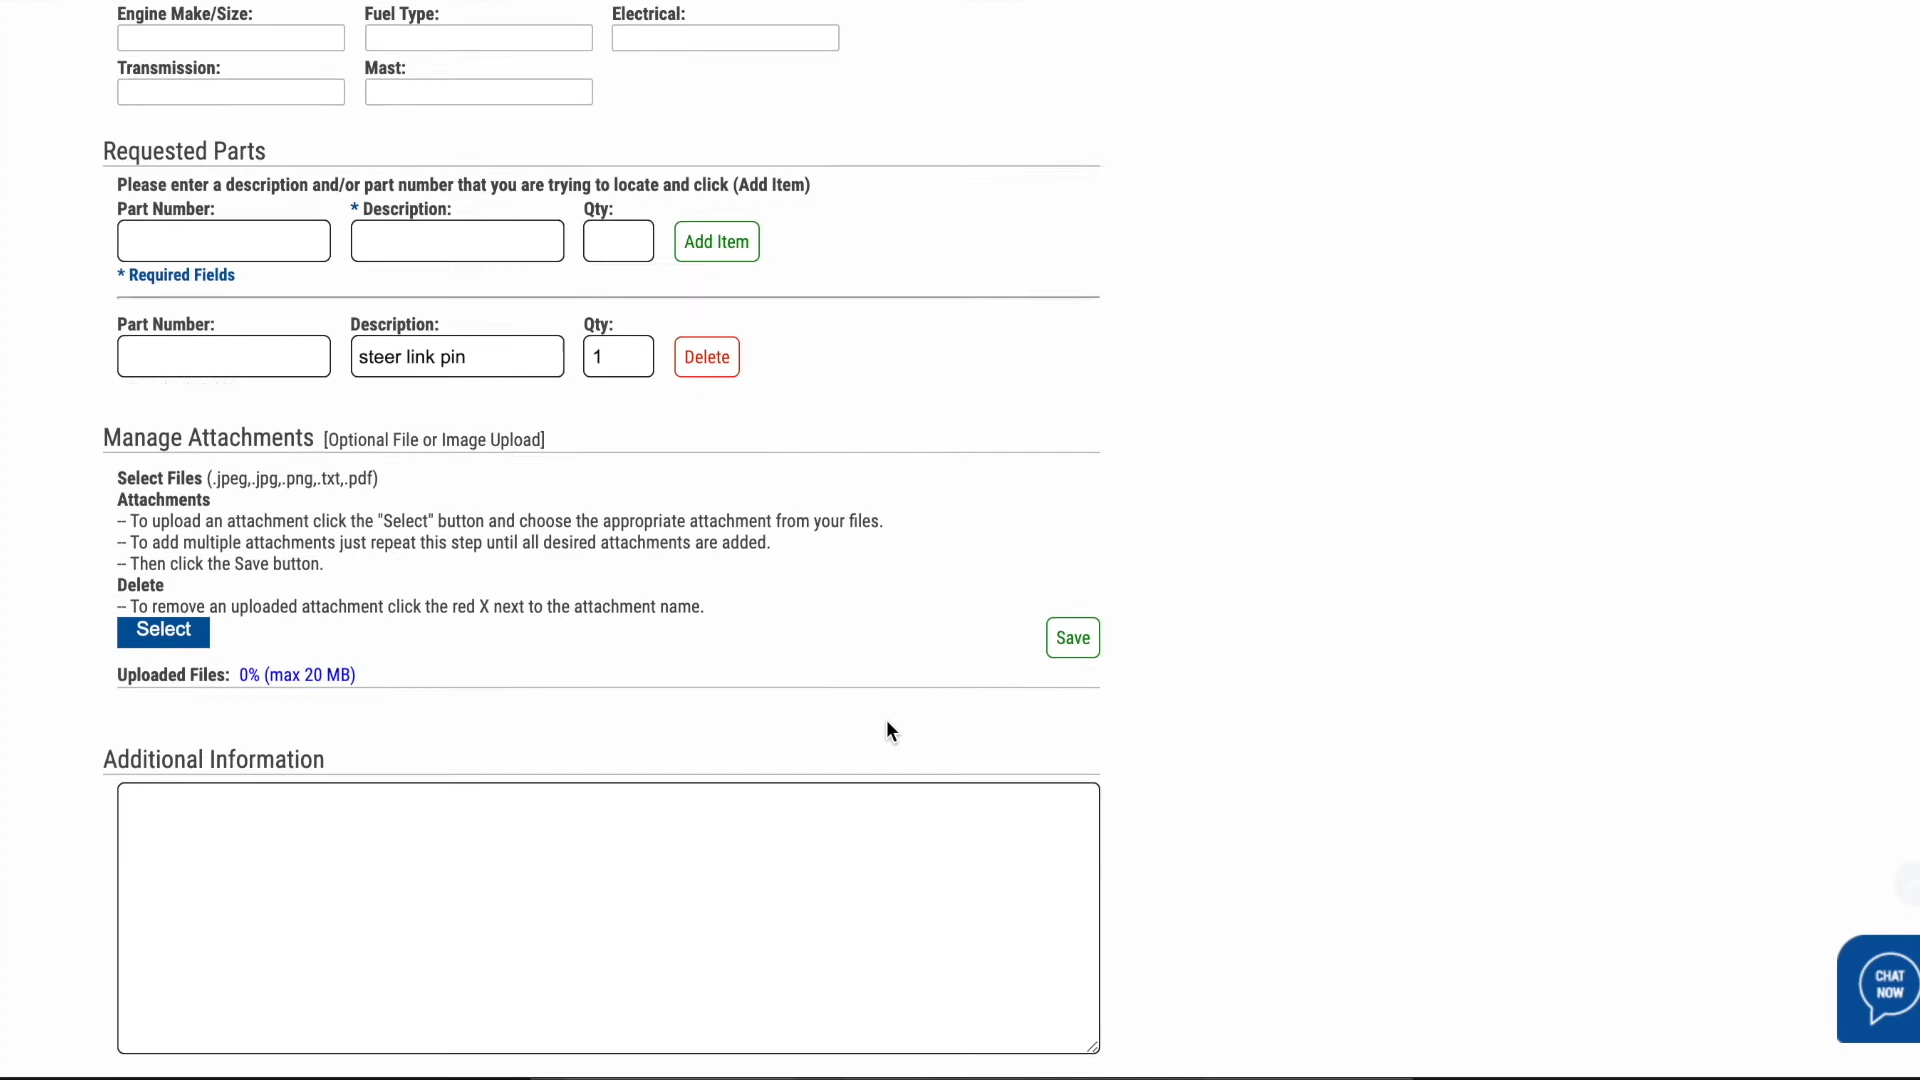 Engine Make/Size: Fuel Type: Electrical:
Transmission: Mast:
Requested Parts
Please enter a description and/or part number that you are trying to locate and click (Add Item)
Part Number: * Description: Qty:
Add Item
* Required Fields
Part Number: Description: Qty:
steer link pin 1 Delete
Manage Attachments [Optional File or Image Upload]
Select Files (.jpeg,.jpg,.png,.txt,.pdf)
Attachments
-- To upload an attachment click the "Select" button and choose the appropriate attachment from your files.
-- To add multiple attachments just repeat this step until all desired attachments are added.
-- Then click the Save button.
Delete
-- To remove an uploaded attachment click the red X next to the attachment name.
Select
Save
Uploaded Files: 0% (max 20 MB)
Additional Information
CHAT
NOW